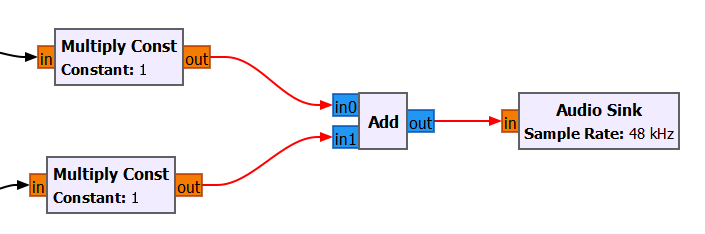 Multiply Const
in
out
Constant: 1
in0
Add
out
in1
Audio Sink
in
Sample Rate: 48 kHz
Multiply Const
in
out
Constant: 1